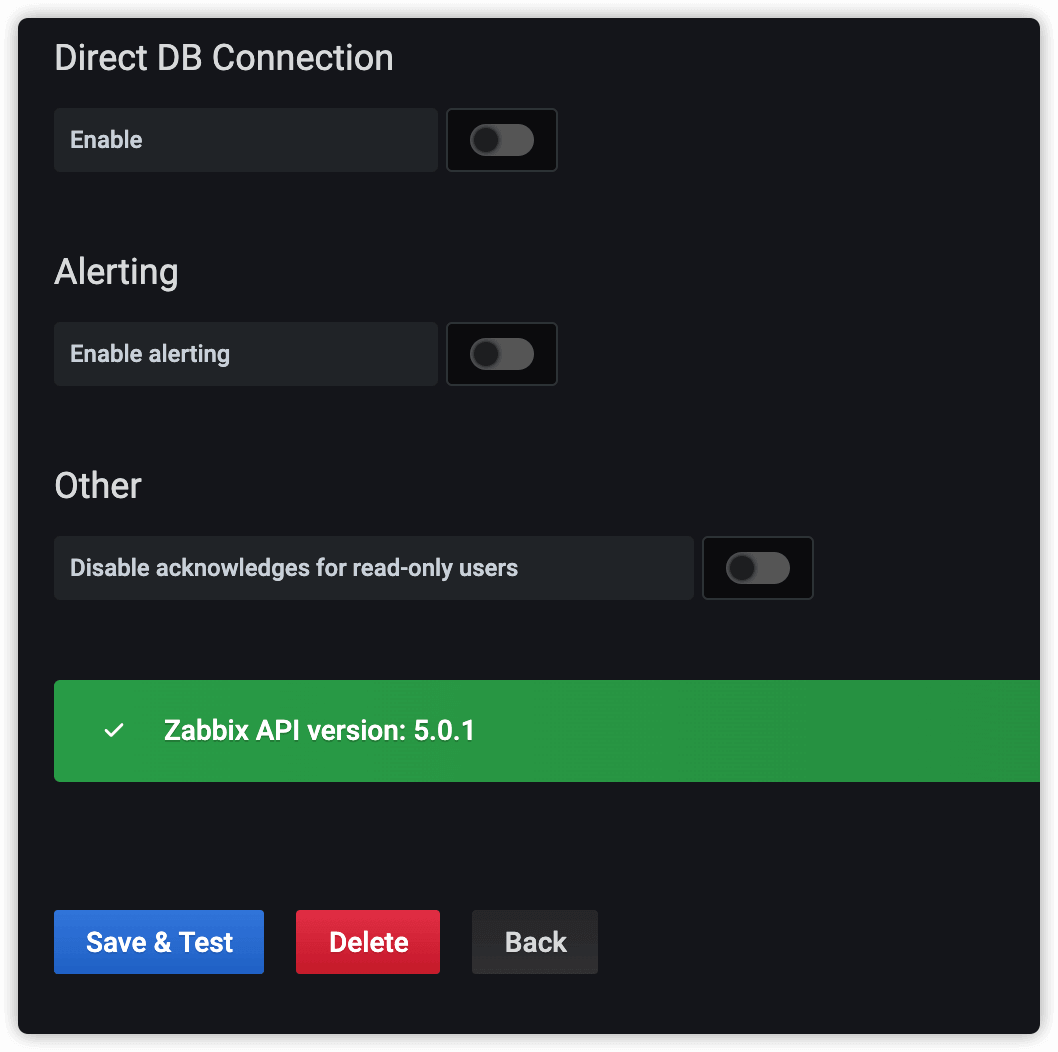 Direct DB Connection
Enable
Alerting
Enable alerting
Other
Disable acknowledges for read-only users
Zabbix API version: 5.0.1
Save & Test
Delete
Back